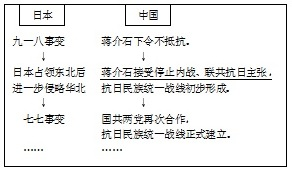 日本 中国
九一八事变 蒋介石下令不抵抗。
↓ ↓
日本占领东北后 蒋介石接受停止内战、联共抗日主张,
进一步侵略华北 抗日民族统一战线初步形成。
↓ ↓
七七事变 国共两党再次合作,
抗日民族统一战线正式建立。
…… ……